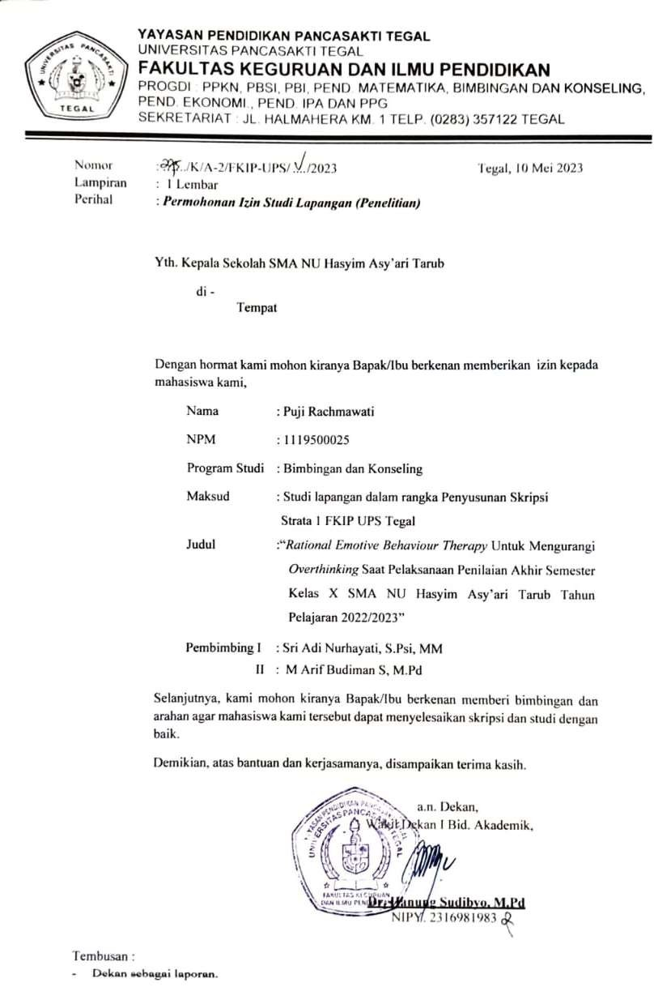 YAYASAN PENDIDIKAN PANCASAKTI TEGAL
UNIVERSITAS PANCASAKTI TEGAL
FAKULTAS KEGURUAN DAN ILMU PENDIDIKAN
PROGDI : PPKN, PBSI, PBI, PEND. MATEMATIKA, BIMBINGAN DAN KONSELING,
PEND. EKONOMI., PEND. IPA DAN PPG
SEKRETARIAT : JL. HALMAHERA KM. 1 TELP. (0283) 357122 TEGAL
UNIVERSITAS PANCASAKTI
TEGAL
Nomor : /K/A-2/FKIP-UPS/.V../2023 Tegal, 10 Mei 2023
Lampiran : 1 Lembar
Perihal : Permohonan Izin Studi Lapangan (Penelitian)
Yth. Kepala Sekolah SMA NU Hasyim Asy'ari Tarub
di -
Tempat
Dengan hormat kami mohon kiranya Bapak/Ibu berkenan memberikan izin kepada
mahasiswa kami,
Nama : Puji Rachmawati
NPM : 1119500025
Program Studi : Bimbingan dan Konseling
Maksud : Studi lapangan dalam rangka Penyusunan Skripsi
Strata 1 FKIP UPS Tegal
Judul :"Rational Emotive Behaviour Therapy Untuk Mengurangi
Overthinking Saat Pelaksanaan Penilaian Akhir Semester
Kelas X SMA NU Hasyim Asy'ari Tarub Tahun
Pelajaran 2022/2023"
Pembimbing I : Sri Adi Nurhayati, S.Psi, MM
II : M Arif Budiman S, M.Pd
Selanjutnya, kami mohon kiranya Bapak/Ibu berkenan memberi bimbingan dan
arahan agar mahasiswa kami tersebut dapat menyelesaikan skripsi dan studi dengan
baik.
Demikian, atas bantuan dan kerjasamanya, disampaikan terima kasih.
a.n. Dekan,
Wakil Dekan I Bid. Akademik,
YAYASAN PENDIDIKAN PANCASAKTI TEGAL
UNIVERSITAS PANCASAKTI TEGAL
FAKULTAS KEGURUAN
DAN ILMU PENDIDIKAN
Dr. Hanung Sudibyo, M.Pd
NIPY. 2316981983
Tembusan :
- Dekan sebagai laporan.